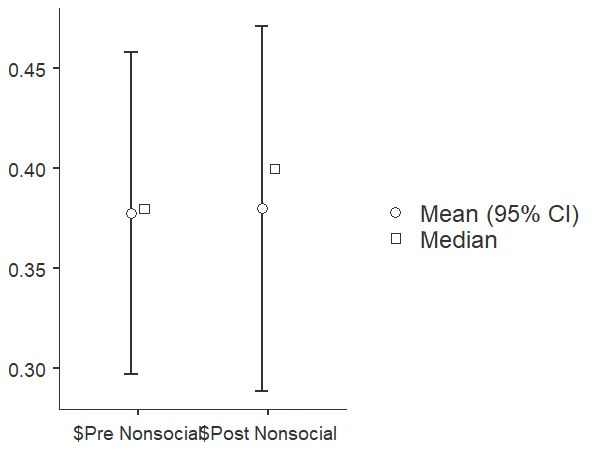 0.45
0.40
0.35
0.30
$Pre Nonsocial
$Post Nonsocial
Mean (95% CI)
Median